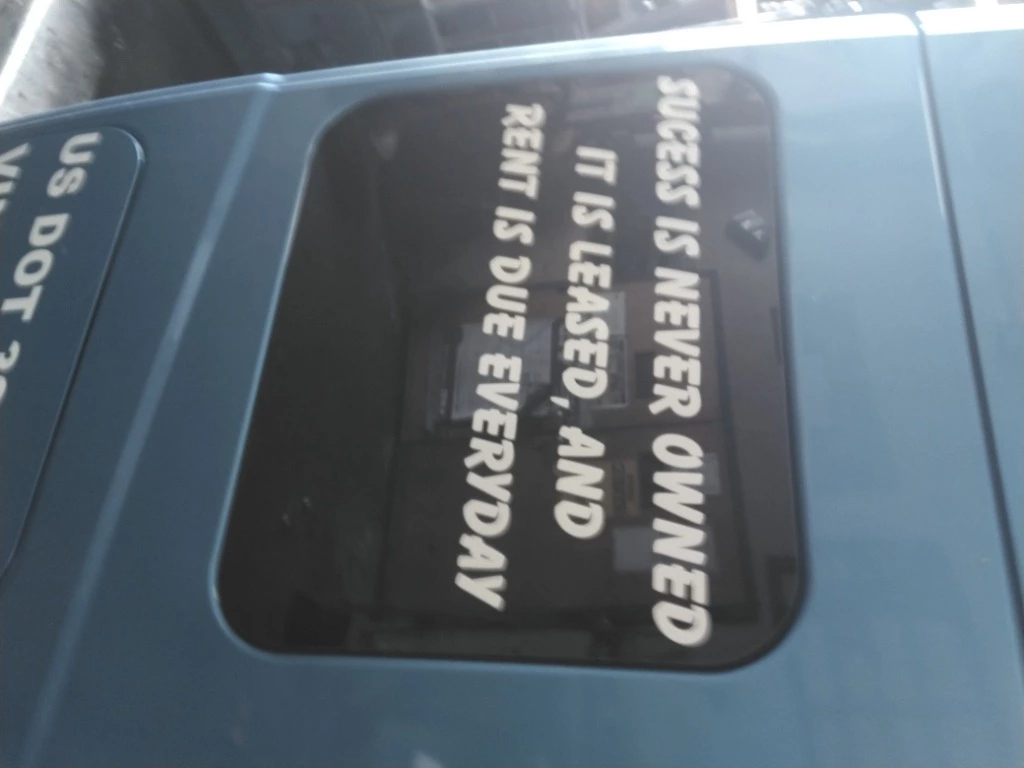 SUCESS IS NEVER OWNED
IT IS LEASED, AND
RENT IS DUE EVERYDAY
US DOT